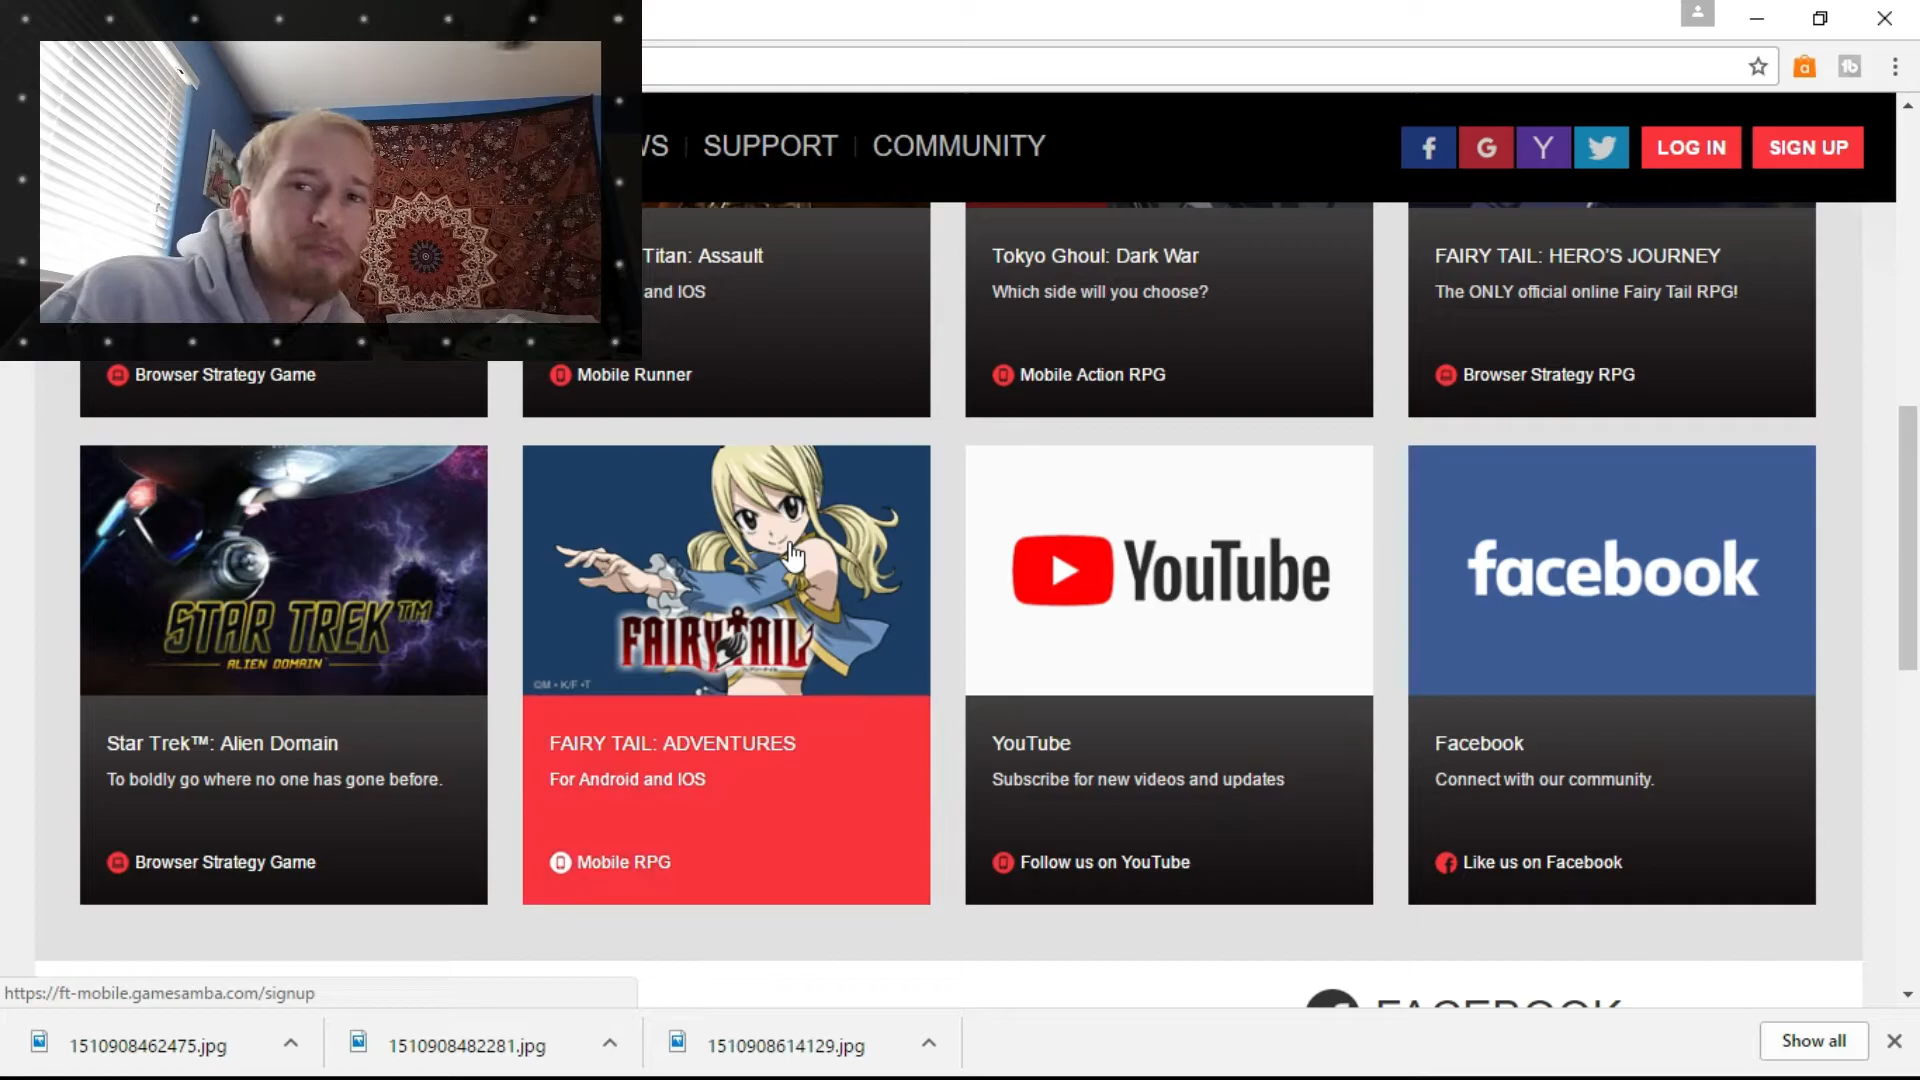 WS SUPPORT COMMUNITY
f G Y LOG IN SIGN UP
Titan: Assault
and IOS
Mobile Runner
Tokyo Ghoul: Dark War
Which side will you choose?
Mobile Action RPG
FAIRY TAIL: HERO'S JOURNEY
The ONLY official online Fairy Tail RPG!
Browser Strategy RPG
Browser Strategy Game
STAR TREK™
ALIEN DOMAIN
Star Trek™: Alien Domain
To boldly go where no one has gone before.
Browser Strategy Game
FAIRY TAIL
©M • K/F •T
FAIRY TAIL: ADVENTURES
For Android and IOS
Mobile RPG
YouTube
YouTube
Subscribe for new videos and updates
Follow us on YouTube
facebook
Facebook
Connect with our community.
Like us on Facebook
FACEBOOK
https://ft-mobile.gamesamba.com/signup
1510908462475.jpg
1510908482281.jpg
1510908614129.jpg
Show all